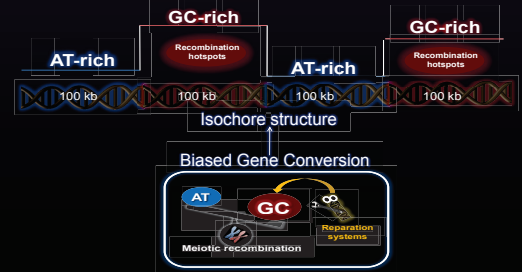 GC-rich
GC-rich
Recombination
hotspots
Recombination
hotspots
AT-rich
AT-rich
100 kb
100 kb
100 kb
100 kb
Isochore structure
Biased Gene Conversion
AT
GC
Reparation
systems
Meiotic recombination